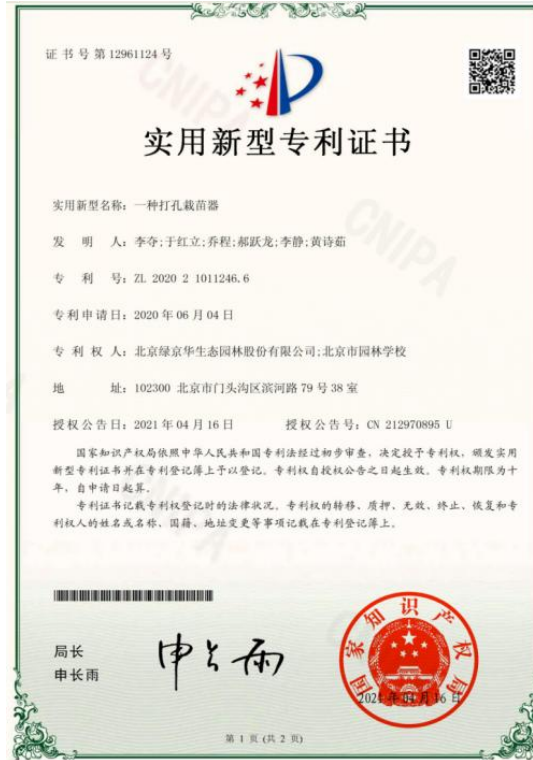 证书号第12961124号
CNIPA
实用新型专利证书
实用新型名称：一种打孔栽苗器
发 明 人：李夺;于红立;乔程;郝跃龙;李静;黄诗茹
专 利 号：ZL 2020 2 1011246.6
专利申请日：2020年06月04日
专 利 权 人：北京绿京华生态园林股份有限公司;北京市园林学校
地 址：102300 北京市门头沟区滨河路79号38室
授权公告日：2021年04月16日 授权公告号：CN 212970895 U
国家知识产权局依照中华人民共和国专利法经过初步审查，决定授予专利权，颁发实用
新型专利证书并在专利登记簿上予以登记。专利权自授权公告之日起生效。专利权期限为十
年，自申请日起算。
专利证书记载专利权登记时的法律状况。专利权的转移、质押、无效、终止、恢复和专
利权人的姓名或名称、国籍、地址变更等事项记载在专利登记簿上。
局长
申长雨
申长雨
国家知识产权局
2021年04月16日
第 1 页 (共 2 页)